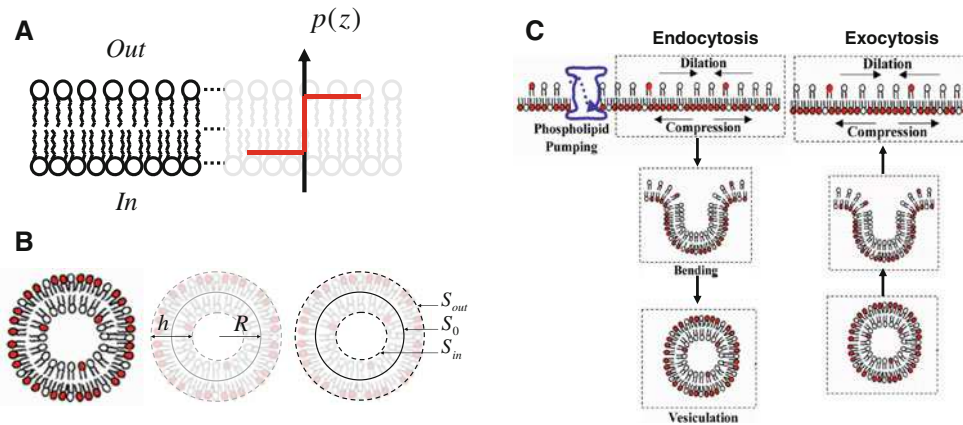 A
Out
p(z)
In
B
h
R
S_out
S_0
S_in
C
Endocytosis
Exocytosis
Dilation
Dilation
Phospholipid
Pumping
Compression
Compression
Bending
Vesiculation